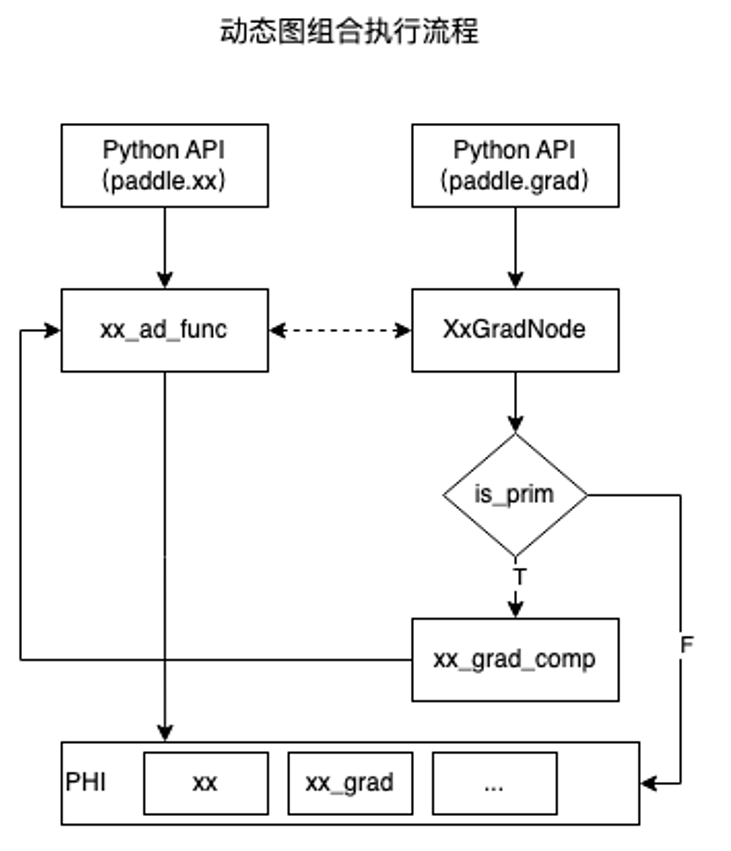 动态图组合执行流程
Python API
(paddle.xx)
Python API
(paddle.grad)
xx_ad_func
XxGradNode
is_prim
T
F
xx_grad_comp
PHI
xx
xx_grad
...